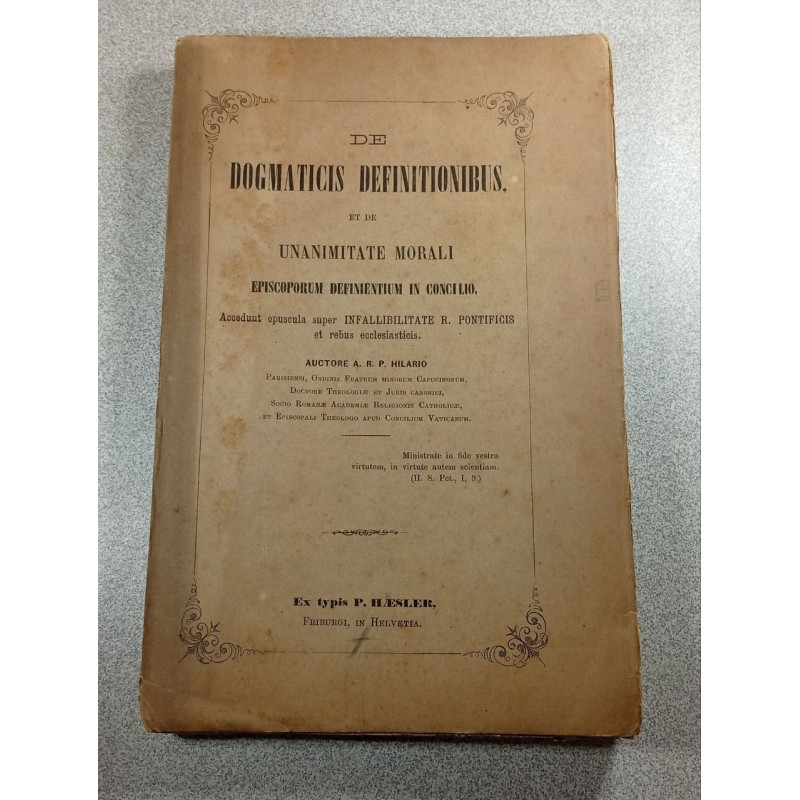 DE
DOGMATICIS DEFINITIONIBUS,
ET DE
UNANIMITATE MORALI
EPISCOPORUM DEFINIENTIUM IN CONCILIO.
Accedunt opuscula super INFALLIBILITATE R. PONTIFICIS
et rebus ecclesiasticis.
AUCTORE A. R. P. HILARIO
Parisiensi, Ordinis Fratrum minorum Capucinorum,
Doctore Theologiæ et Juris canonici,
Socio Romanæ Academiæ Religionis Catholicæ,
et Episcopali Theologo apud Concilium Vaticanum.
Ministrate in fide vestra
virtutem, in virtute autem scientiam.
(II. S. Pet., 1, 5.)
Ex typis P. HÆSLER,
Friburgi, in Helvetia.